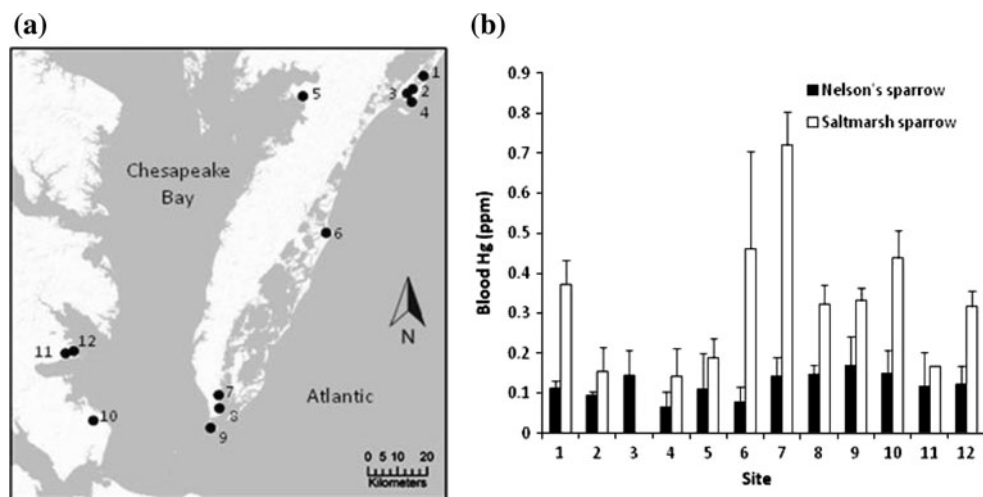 (a)
1
2
3
4
5
Chesapeake
Bay
6
N
12
11
7
Atlantic
8
10
9
0 5 10 20
Kilometers
(b)
0.9
0.8
0.7
0.6
0.5
0.4
0.3
0.2
0.1
0
Blood Hg (ppm)
Nelson's sparrow
Saltmarsh sparrow
1 2 3 4 5 6 7 8 9 10 11 12
Site